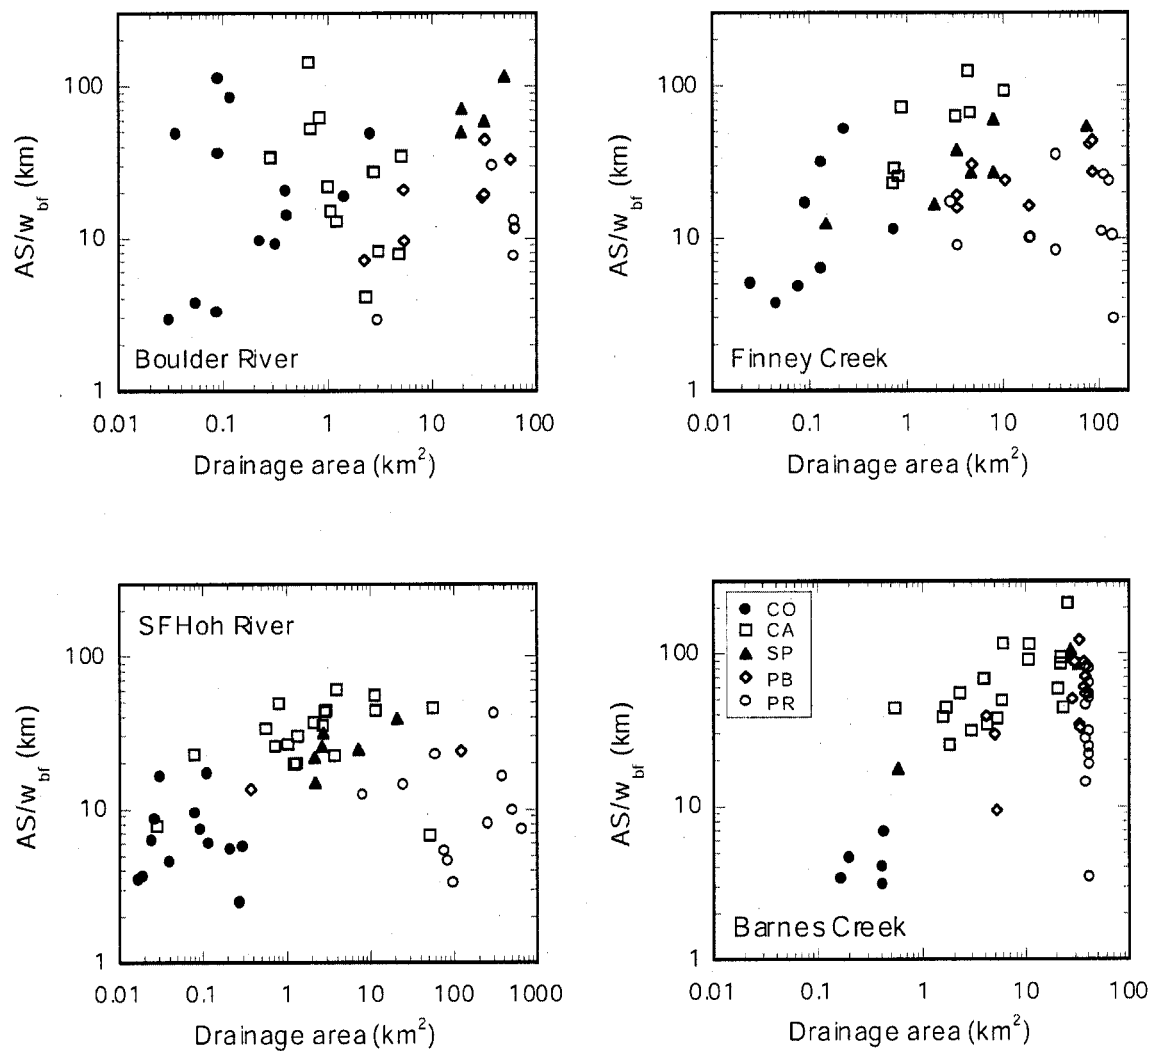 AS/w_bf (km)
100
10
1
Boulder River
0.01 0.1 1 10 100
Drainage area (km²)
AS/w_bf (km)
100
10
1
Finney Creek
0.01 0.1 1 10 100
Drainage area (km²)
AS/w_bf (km)
100
10
1
SFHoh River
0.01 0.1 1 10 100 1000
Drainage area (km²)
AS/w_bf (km)
100
10
1
CO
CA
SP
PB
PR
Barnes Creek
0.01 0.1 1 10 100
Drainage area (km²)